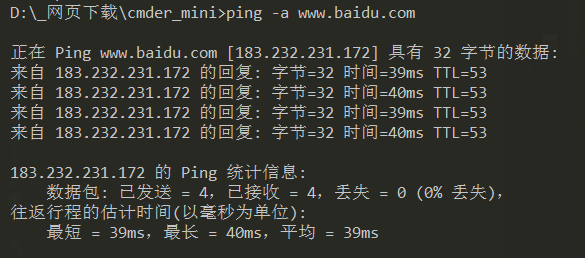 D:\_网页下载\cmder_mini>ping -a www.baidu.com
正在 Ping www.baidu.com [183.232.231.172] 具有 32 字节的数据:
来自 183.232.231.172 的回复: 字节=32 时间=39ms TTL=53
来自 183.232.231.172 的回复: 字节=32 时间=40ms TTL=53
来自 183.232.231.172 的回复: 字节=32 时间=39ms TTL=53
来自 183.232.231.172 的回复: 字节=32 时间=40ms TTL=53
183.232.231.172 的 Ping 统计信息:
数据包: 已发送 = 4，已接收 = 4，丢失 = 0 (0% 丢失)，
往返行程的估计时间(以毫秒为单位):
最短 = 39ms，最长 = 40ms，平均 = 39ms